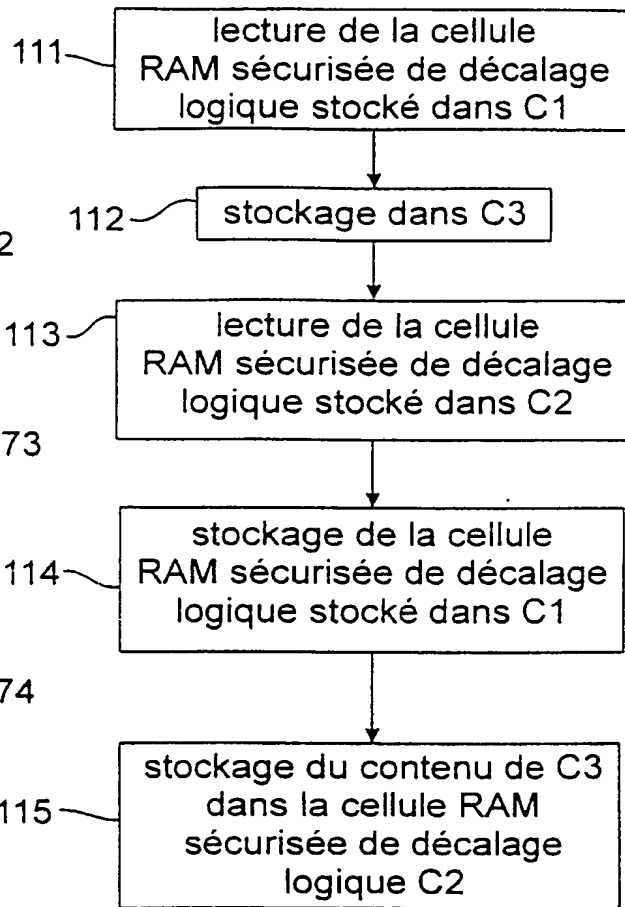 111
lecture de la cellule
RAM sécurisée de décalage
logique stocké dans C1
112
stockage dans C3
2
113
lecture de la cellule
RAM sécurisée de décalage
logique stocké dans C2
73
114
stockage de la cellule
RAM sécurisée de décalage
logique stocké dans C1
74
115
stockage du contenu de C3
dans la cellule RAM
sécurisée de décalage
logique C2